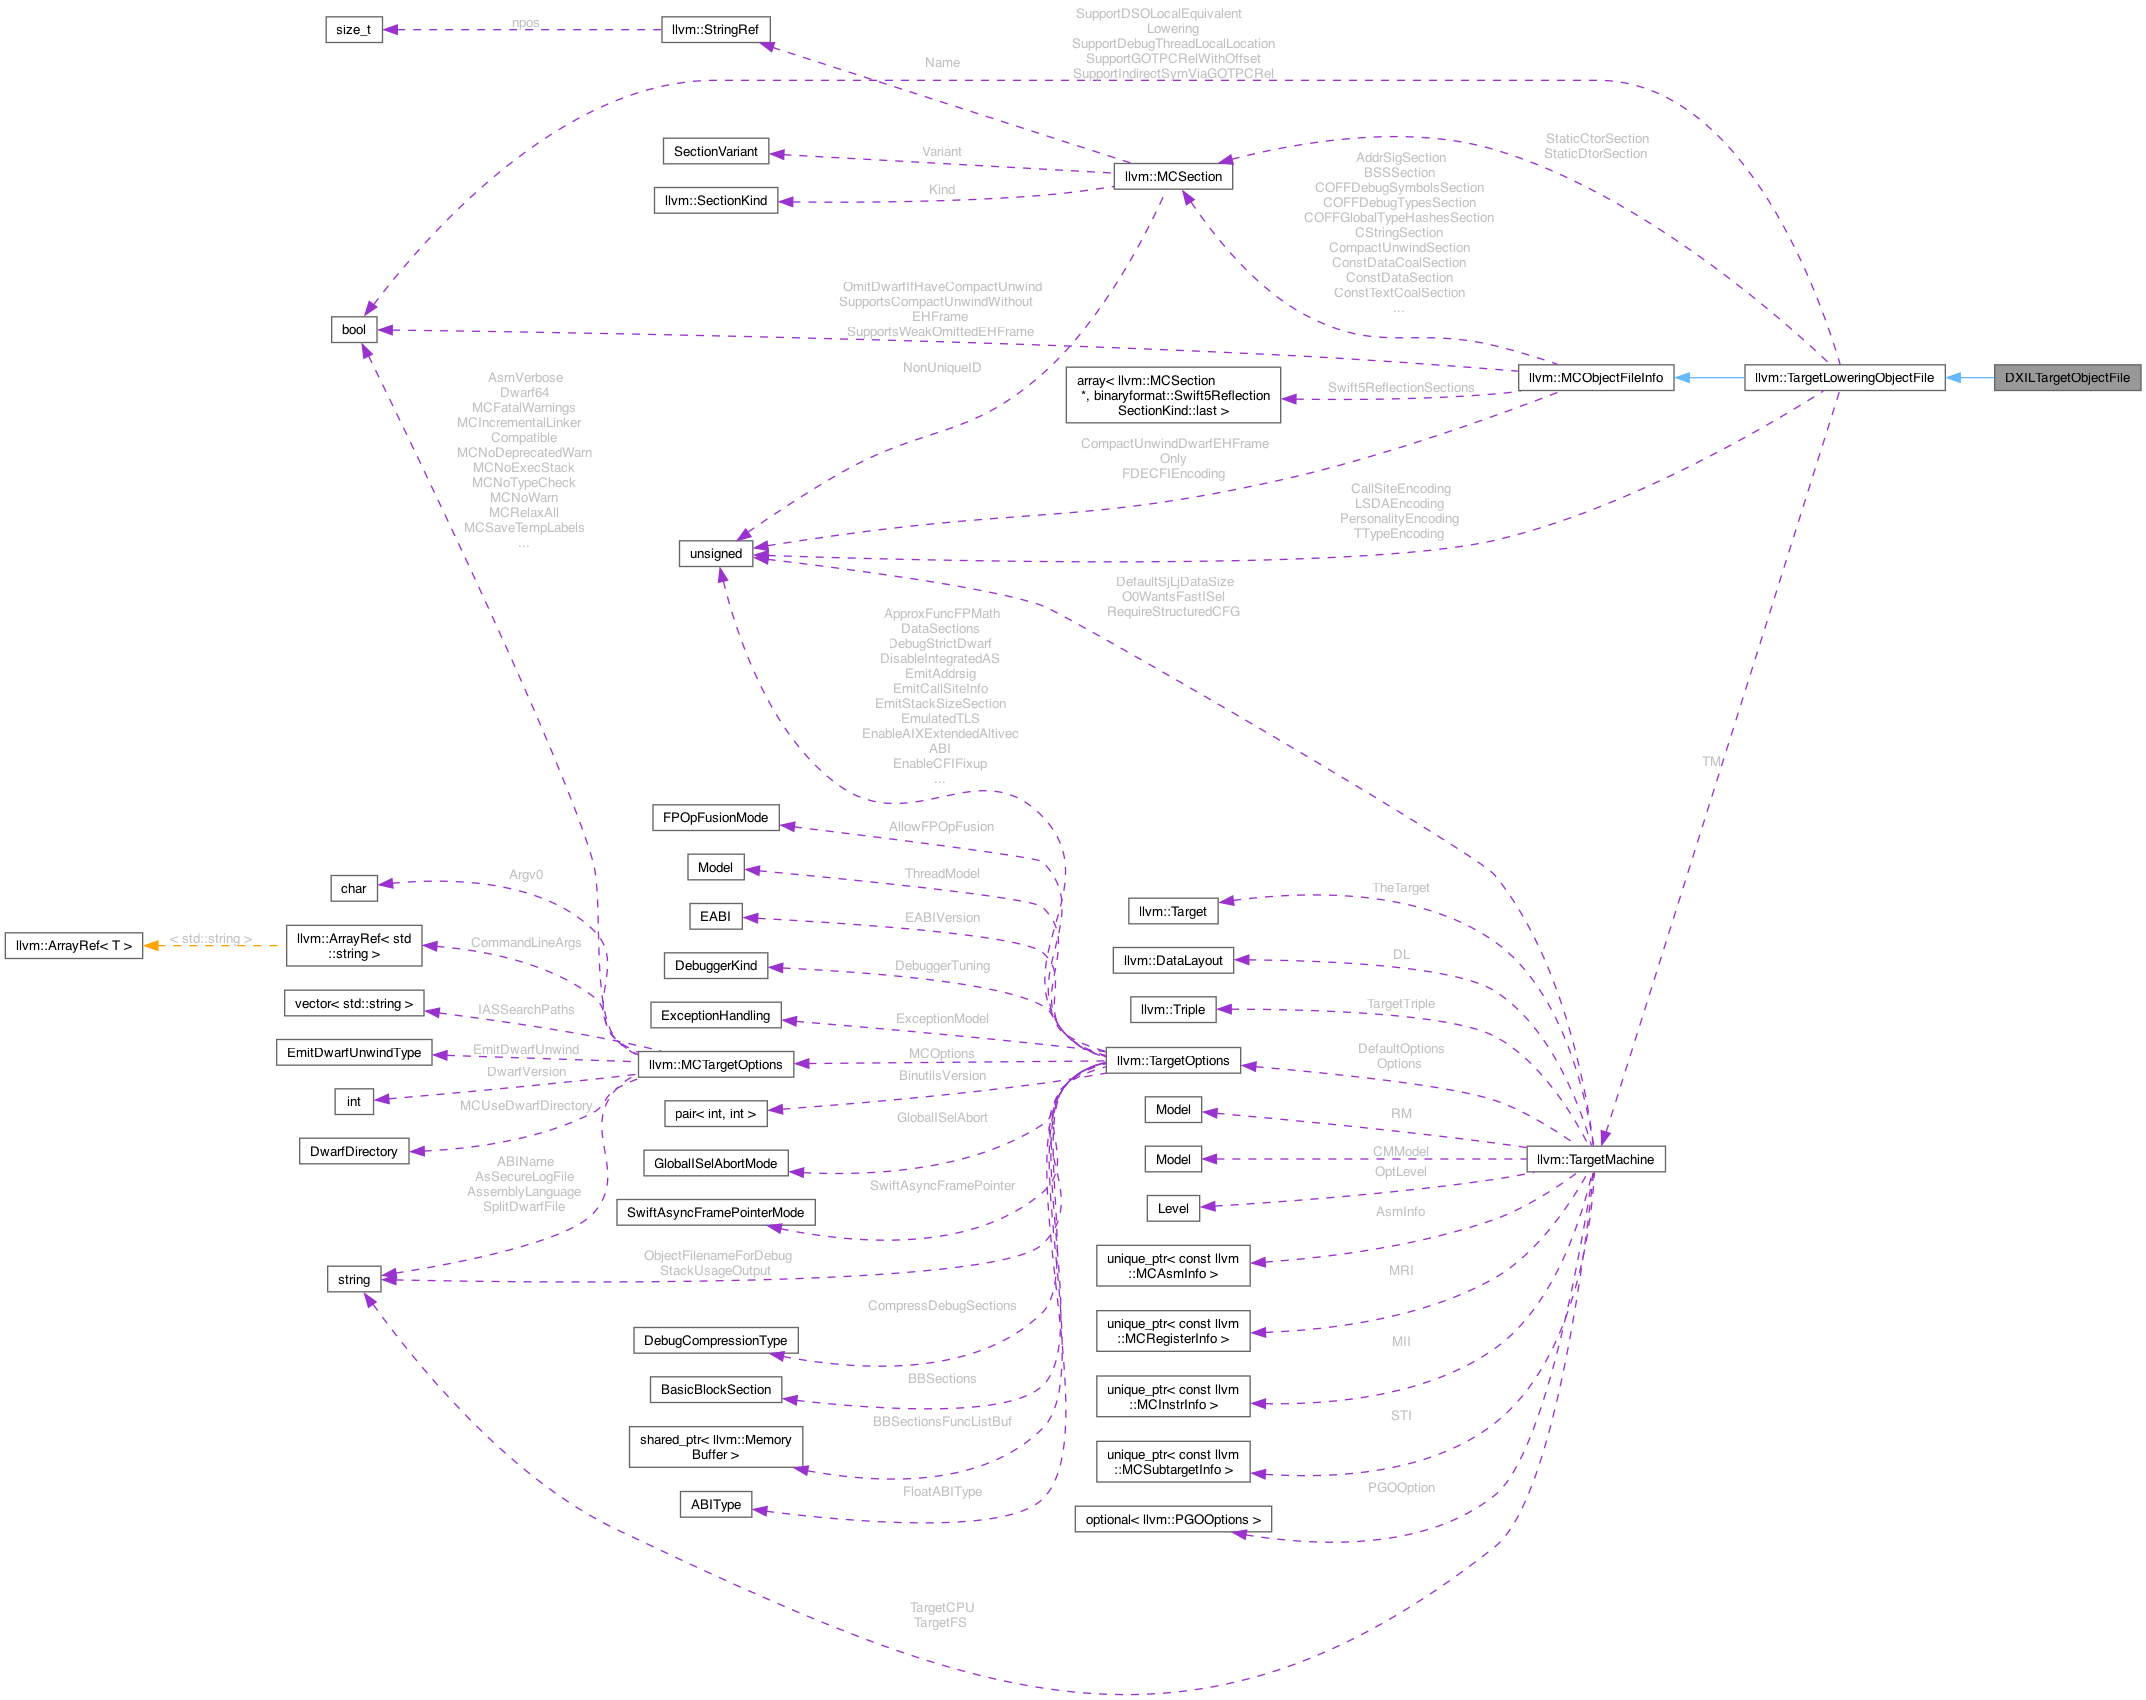 size_t
npos
llvm::StringRef
SupportDSOLocalEquivalent
Lowering
SupportDebugThreadLocalLocation
SupportGOTPCRelWithOffset
SupportIndirectSymViaGOTPCRel
Name
SectionVariant
Variant
llvm::SectionKind
Kind
llvm::MCSection
StaticCtorSection
StaticDtorSection
AddrSigSection
BSSSection
COFFDebugSymbolsSection
COFFDebugTypesSection
COFFGlobalTypeHashesSection
CStringSection
CompactUnwindSection
ConstDataCoalSection
ConstDataSection
ConstTextCoalSection
...
bool
OmitDwarfIfHaveCompactUnwind
SupportsCompactUnwindWithout
EHFrame
SupportsWeakOmittedEHFrame
NonUniqueID
array< llvm::MCSection
*, binaryformat::Swift5Reflection
SectionKind::last >
Swift5ReflectionSections
llvm::MCObjectFileInfo
llvm::TargetLoweringObjectFile
DXILTargetObjectFile
AsmVerbose
Dwarf64
MCFatalWarnings
MCIncrementalLinker
Compatible
MCNoDeprecatedWarn
MCNoExecStack
MCNoTypeCheck
MCNoWarn
MCRelaxAll
MCSaveTempLabels
...
CompactUnwindDwarfEHFrame
Only
FDECFIEncoding
CallSiteEncoding
LSDAEncoding
PersonalityEncoding
TTypeEncoding
unsigned
DefaultSjLjDataSize
O0WantsFastISel
RequireStructuredCFG
ApproxFuncFPMath
DataSections
DebugStrictDwarf
DisableIntegratedAS
EmitAddrsig
EmitCallSiteInfo
EmitStackSizeSection
EmulatedTLS
EnableAIXExtendedAltivec
ABI
EnableCFIFixup
...
TM
FPOpFusionMode
AllowFPOpFusion
Model
ThreadModel
EABI
EABIVersion
DebuggerKind
DebuggerTuning
ExceptionHandling
ExceptionModel
char
Argv0
llvm::ArrayRef< T >
< std::string >
llvm::ArrayRef< std
::string >
CommandLineArgs
vector< std::string >
IASSearchPaths
EmitDwarfUnwindType
EmitDwarfUnwind
int
DwarfVersion
DwarfDirectory
MCUseDwarfDirectory
llvm::MCTargetOptions
MCOptions
llvm::TargetOptions
pair< int, int >
BinutilsVersion
GlobalISelAbortMode
GlobalISelAbort
SwiftAsyncFramePointerMode
SwiftAsyncFramePointer
ABIName
AsSecureLogFile
AssemblyLanguage
SplitDwarfFile
string
ObjectFilenameForDebug
StackUsageOutput
DebugCompressionType
CompressDebugSections
BasicBlockSection
BBSections
shared_ptr< llvm::Memory
Buffer >
BBSectionsFuncListBuf
ABIType
FloatABIType
llvm::Target
TheTarget
llvm::DataLayout
DL
llvm::Triple
TargetTriple
DefaultOptions
Options
Model
RM
Model
CMModel
Level
OptLevel
llvm::TargetMachine
unique_ptr< const llvm
::MCAsmInfo >
AsmInfo
unique_ptr< const llvm
::MCRegisterInfo >
MRI
unique_ptr< const llvm
::MCInstrInfo >
MII
unique_ptr< const llvm
::MCSubtargetInfo >
STI
optional< llvm::PGOOptions >
PGOOption
TargetCPU
TargetFS